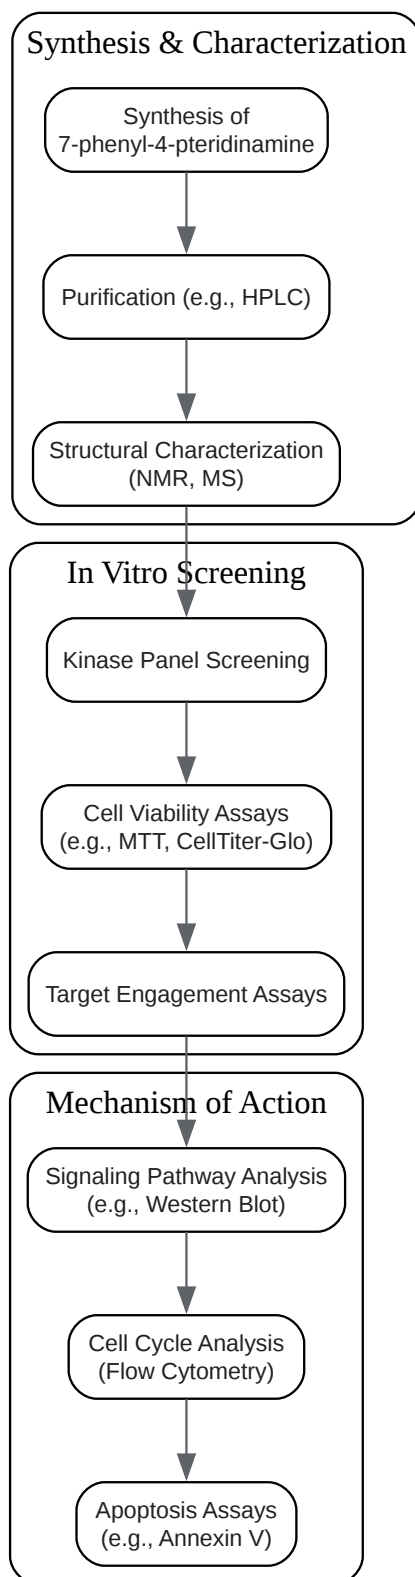 Synthesis & Characterization
Synthesis of
7-phenyl-4-pteridinamine
Purification (e.g., HPLC)
Structural Characterization
(NMR, MS)
In Vitro Screening
Kinase Panel Screening
Cell Viability Assays
(e.g., MTT, CellTiter-Glo)
Target Engagement Assays
Mechanism of Action
Signaling Pathway Analysis
(e.g., Western Blot)
Cell Cycle Analysis
(Flow Cytometry)
Apoptosis Assays
(e.g., Annexin V)